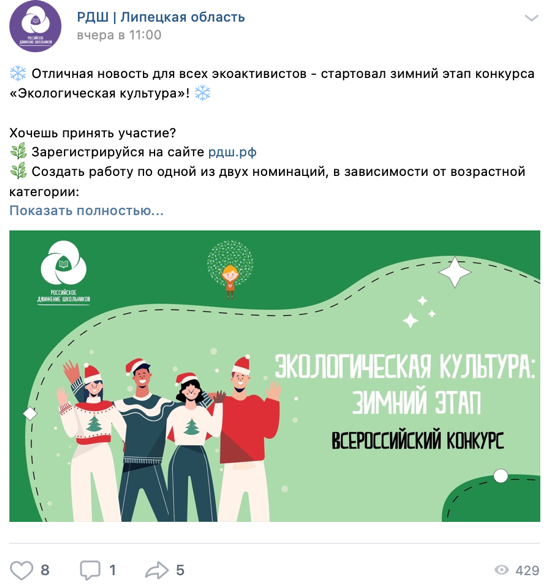 РДШ | Липецкая область
вчера в 11:00
❄️ Отличная новость для всех экоактивистов - стартовал зимний этап конкурса
«Экологическая культура»! ❄️
Хочешь принять участие?
🌿 Зарегистрируйся на сайте рдш.рф
🌿 Создать работу по одной из двух номинаций, в зависимости от возрастной
категории:
Показать полностью...
РОССИЙСКОЕ
ДВИЖЕНИЕ ШКОЛЬНИКОВ
ЭКОЛОГИЧЕСКАЯ КУЛЬТУРА:
ЗИМНИЙ ЭТАП
ВСЕРОССИЙСКИЙ КОНКУРС
8
1
5
429